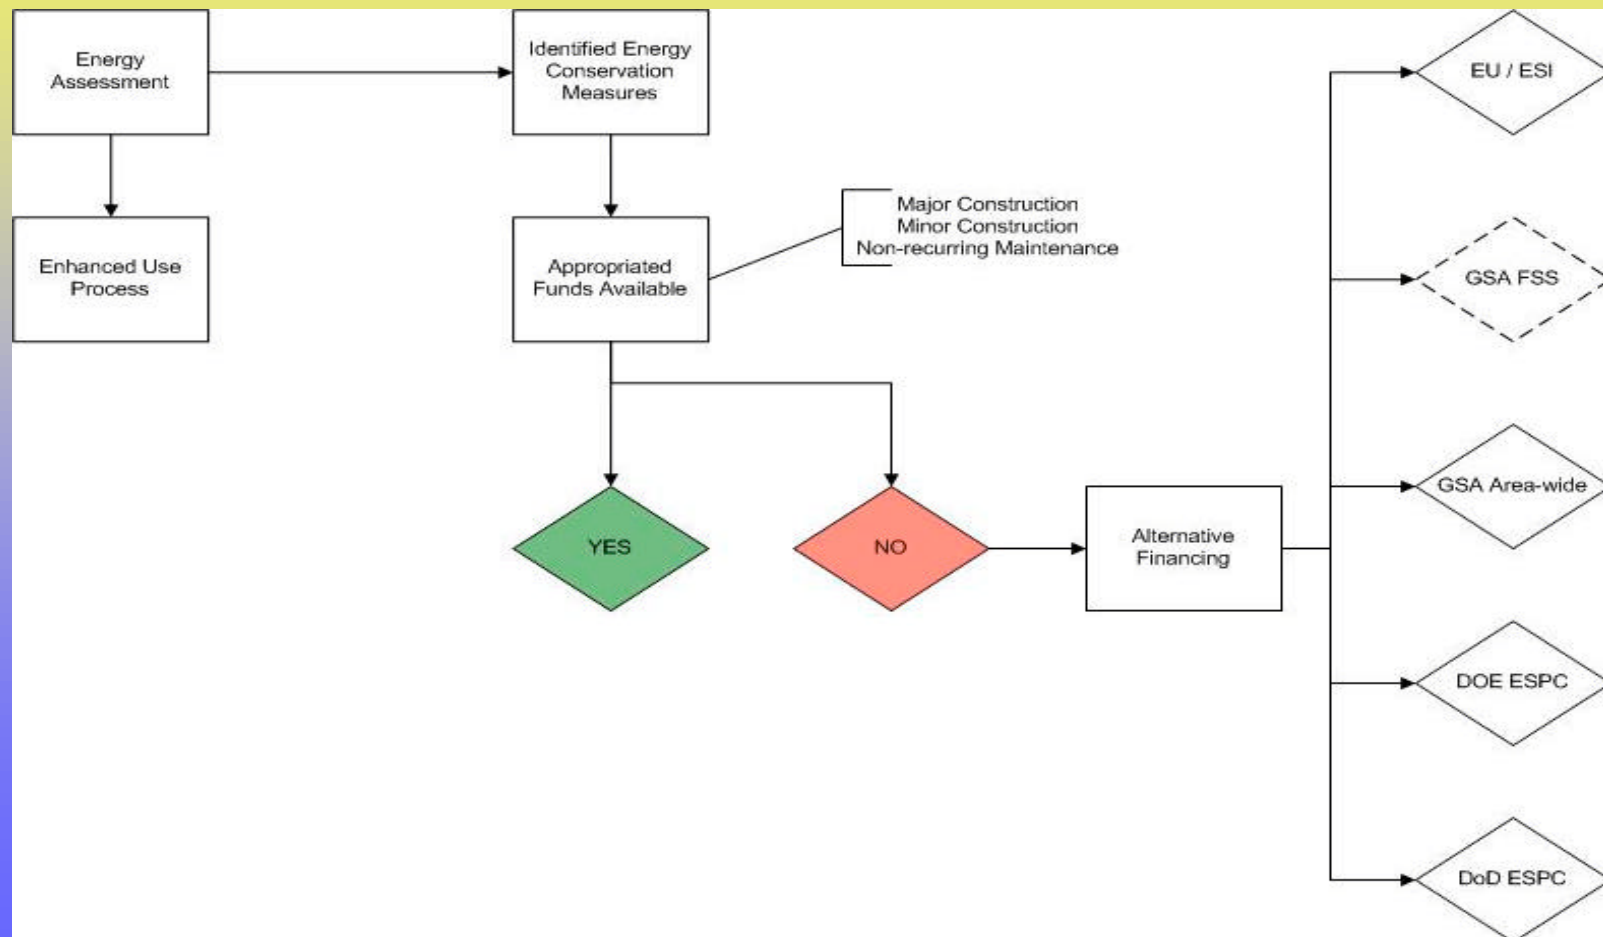 Energy
Assessment
Identified Energy
Conservation
Measures
EU / ESI
Enhanced Use
Process
Appropriated
Funds Available
Major Construction
Minor Construction
Non-recurring Maintenance
GSA FSS
GSA Area-wide
YES
NO
Alternative
Financing
DOE ESPC
DoD ESPC